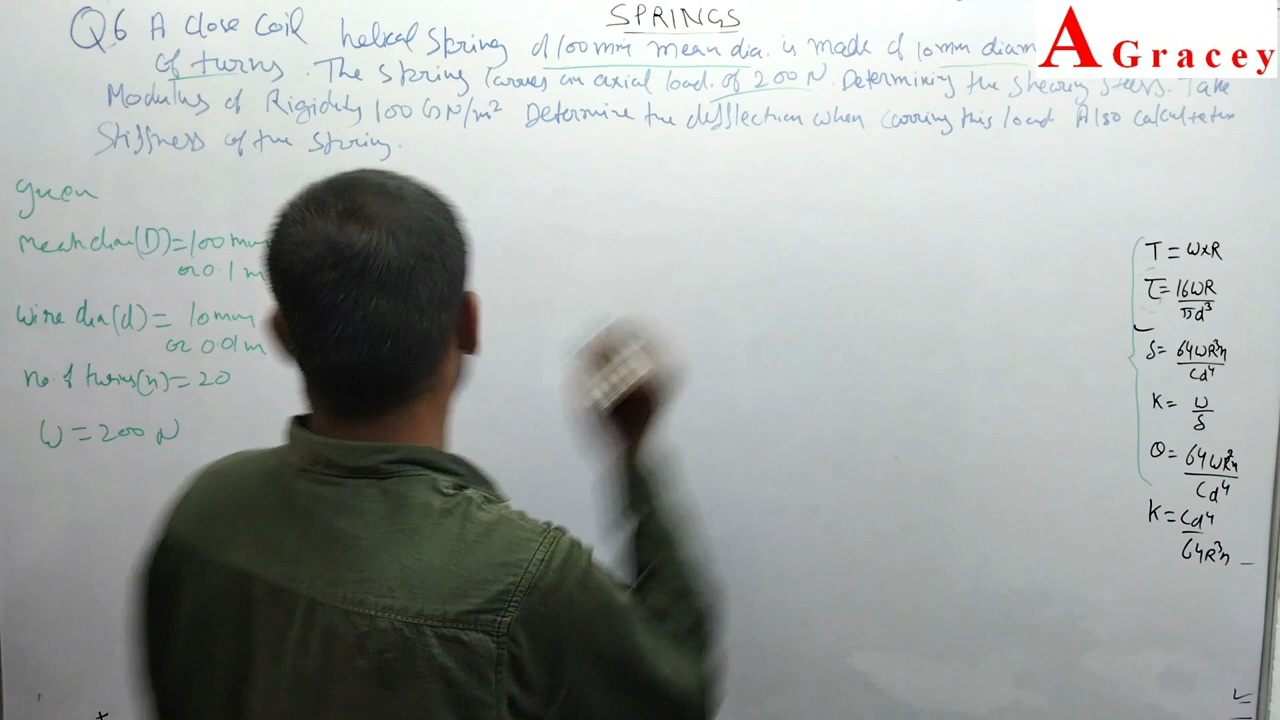 SPRINGS
A Gracey
Q6 A close coil helical spring of 100mm mean dia. is made of 10mm diam
of turns. The spring carries an axial load. of 200 N. Determining the shearing stress. Take
Modulus of Rigidity 100 GN/m² Determine the defflection when carrying this load. Also calculate
Stiffness of the spring.
given
Mean dia(D)=100 mm
or 0.1 m
wire dia(d)= 10mm
or 0.01 m
no. of turns(n)=20
W=200 N
T = W×R
τ = 16WR/πd³
δ = 64WR³n/Cd⁴
K = W/δ
θ = 64WR²n/Cd⁴
K = Cd⁴/64R³n